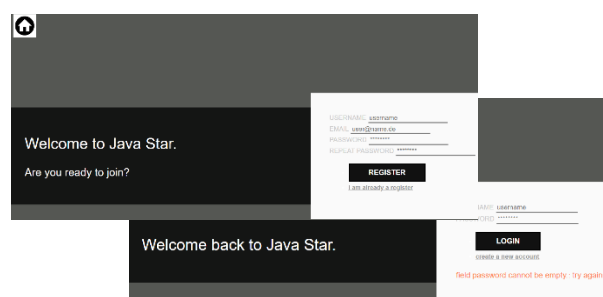 Welcome to Java Star.
Are you ready to join?
USERNAME username
EMAIL user@name.de
PASSWORD ********
REPEAT PASSWORD ********
REGISTER
I am already a register
Welcome back to Java Star.
NAME username
WORD ********
LOGIN
create a new account
field password cannot be empty - try again